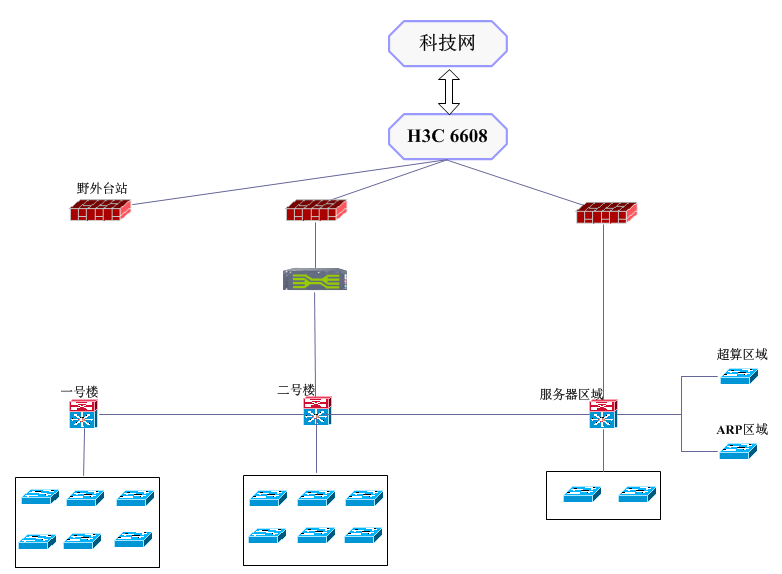 科技网
H3C 6608
野外台站
超算区域
一号楼
二号楼
服务器区域
ARP区域